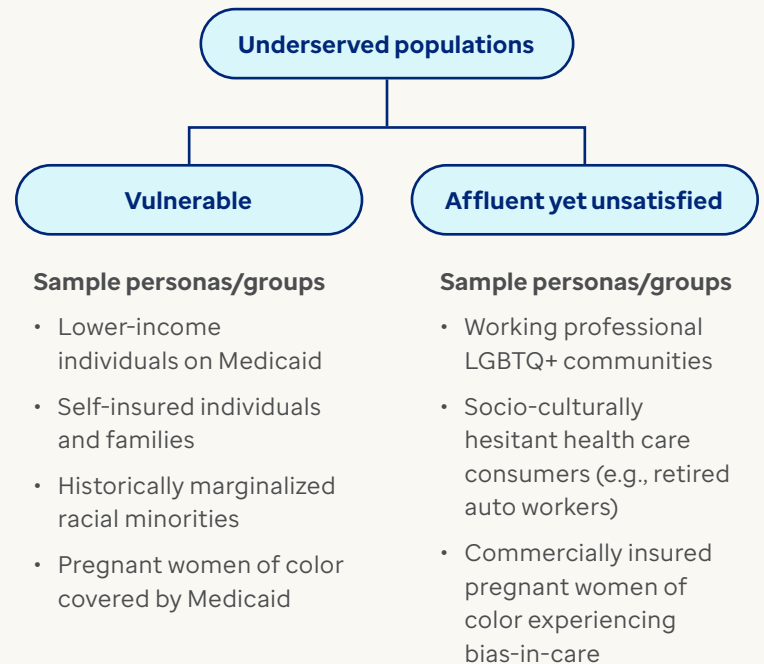 Underserved populations
Vulnerable
Affluent yet unsatisfied
Sample personas/groups
• Lower-income
individuals on Medicaid
• Self-insured individuals
and families
• Historically marginalized
racial minorities
• Pregnant women of color
covered by Medicaid
Sample personas/groups
• Working professional
LGBTQ+ communities
• Socio-culturally
hesitant health care
consumers (e.g., retired
auto workers)
• Commercially insured
pregnant women of
color experiencing
bias-in-care